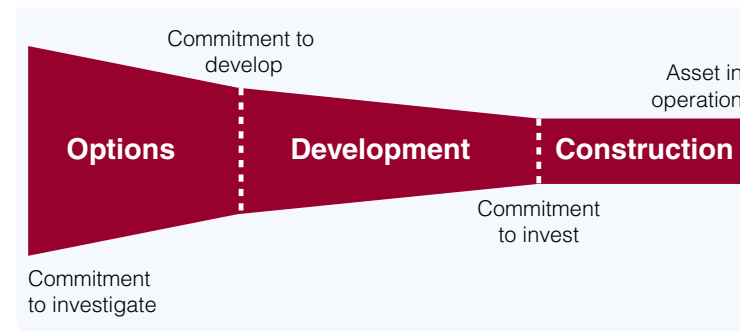 Commitment to
develop
Asset in
operation
Options
Development
Construction
Commitment
to invest
Commitment
to investigate